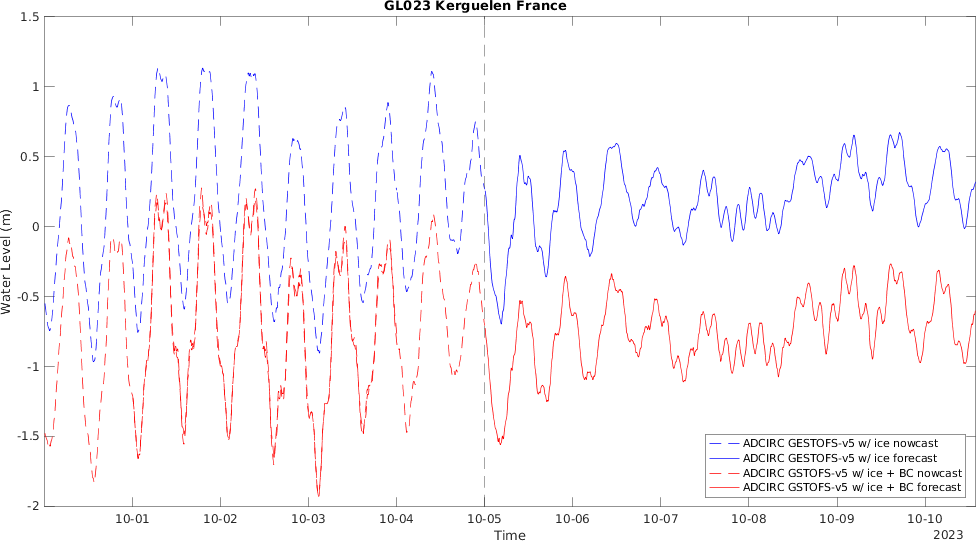 GL023 Kerguelen France
1.5
1
0.5
0
-0.5
-1
-1.5
-2
Water Level (m)
10-01
10-02
10-03
10-04
10-05
10-06
10-07
10-08
10-09
10-10
Time
2023
ADCIRC GESTOFS-v5 w/ ice nowcast
ADCIRC GESTOFS-v5 w/ ice forecast
ADCIRC GSTOFS-v5 w/ ice + BC nowcast
ADCIRC GSTOFS-v5 w/ ice + BC forecast